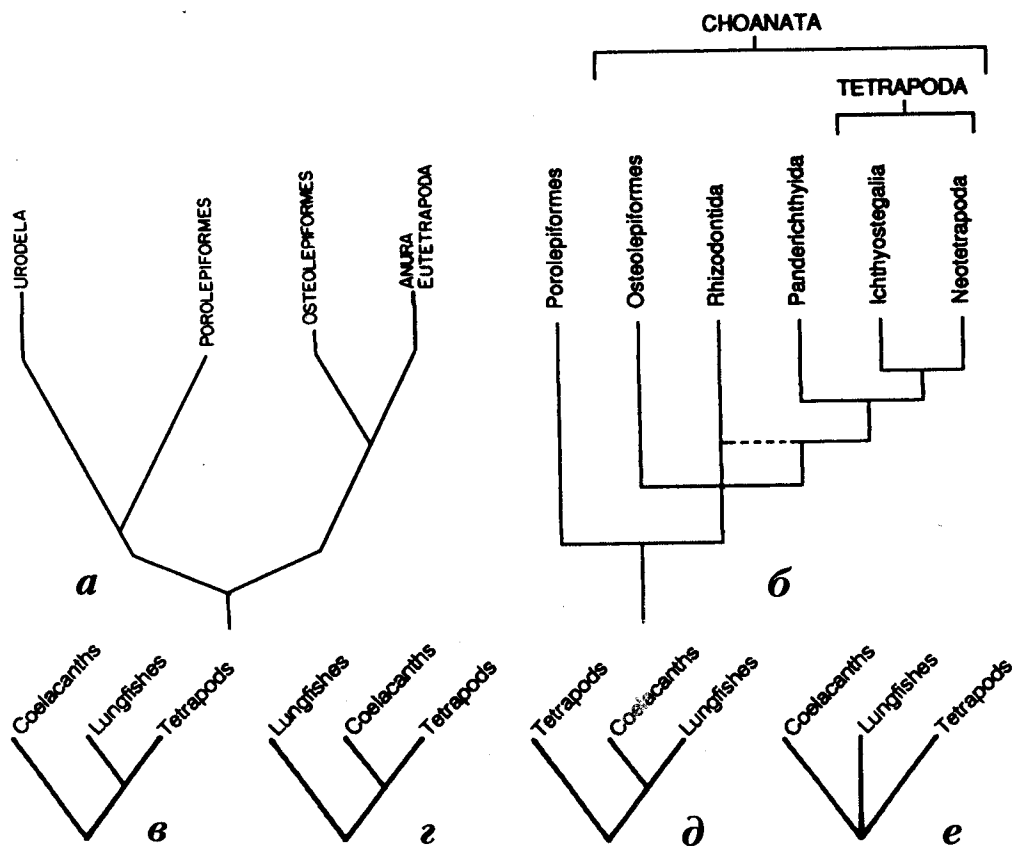 CHOANATA
TETRAPODA
URODELA
POROLEPIFORMES
OSTEOLEPIFORMES
ANURA
EUTETRAPODA
Porolepiformes
Osteolepiformes
Rhizodontida
Panderichthyida
Ichthyostegalia
Neotetrapoda
а
б
Coelacanths
Lungfishes
Tetrapods
Lungfishes
Coelacanths
Tetrapods
Tetrapods
Coelacanths
Lungfishes
Coelacanths
Lungfishes
Tetrapods
в
г
д
е